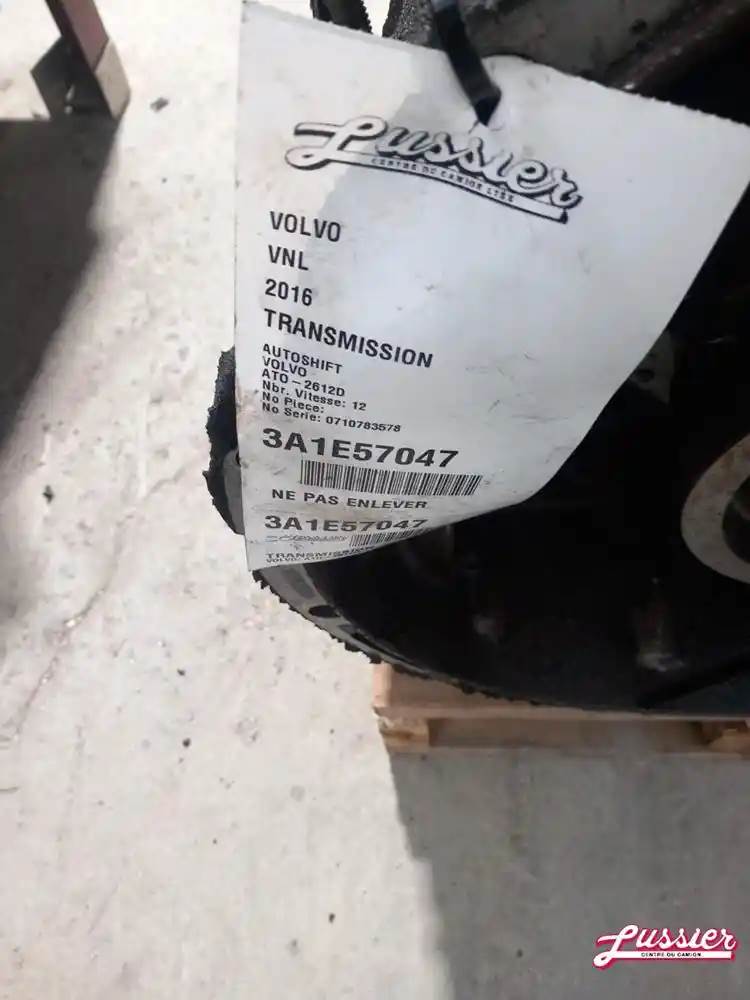 Lussier
CENTRE DU CAMION LTÉE
VOLVO
VNL
2016
TRANSMISSION
AUTOSHIFT
VOLVO
ATO-2612D
Nbr. Vitesse: 12
No Piece:
No Serie: 0710783578
3A1E57047
NE PAS ENLEVER
3A1E57047
TRANSMISSION
VOLVO,
Lussier
CENTRE DU CAMION